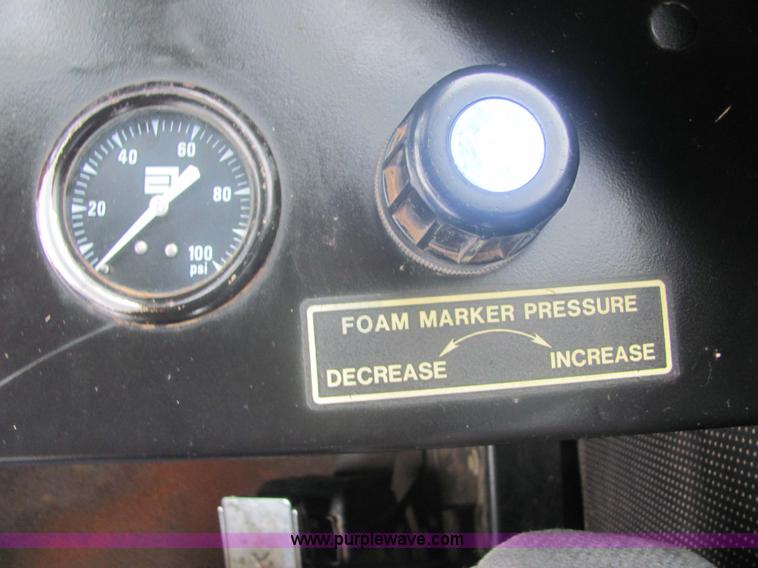 40 60
20 80
100
psi
FOAM MARKER PRESSURE
DECREASE INCREASE
www.purplewave.com